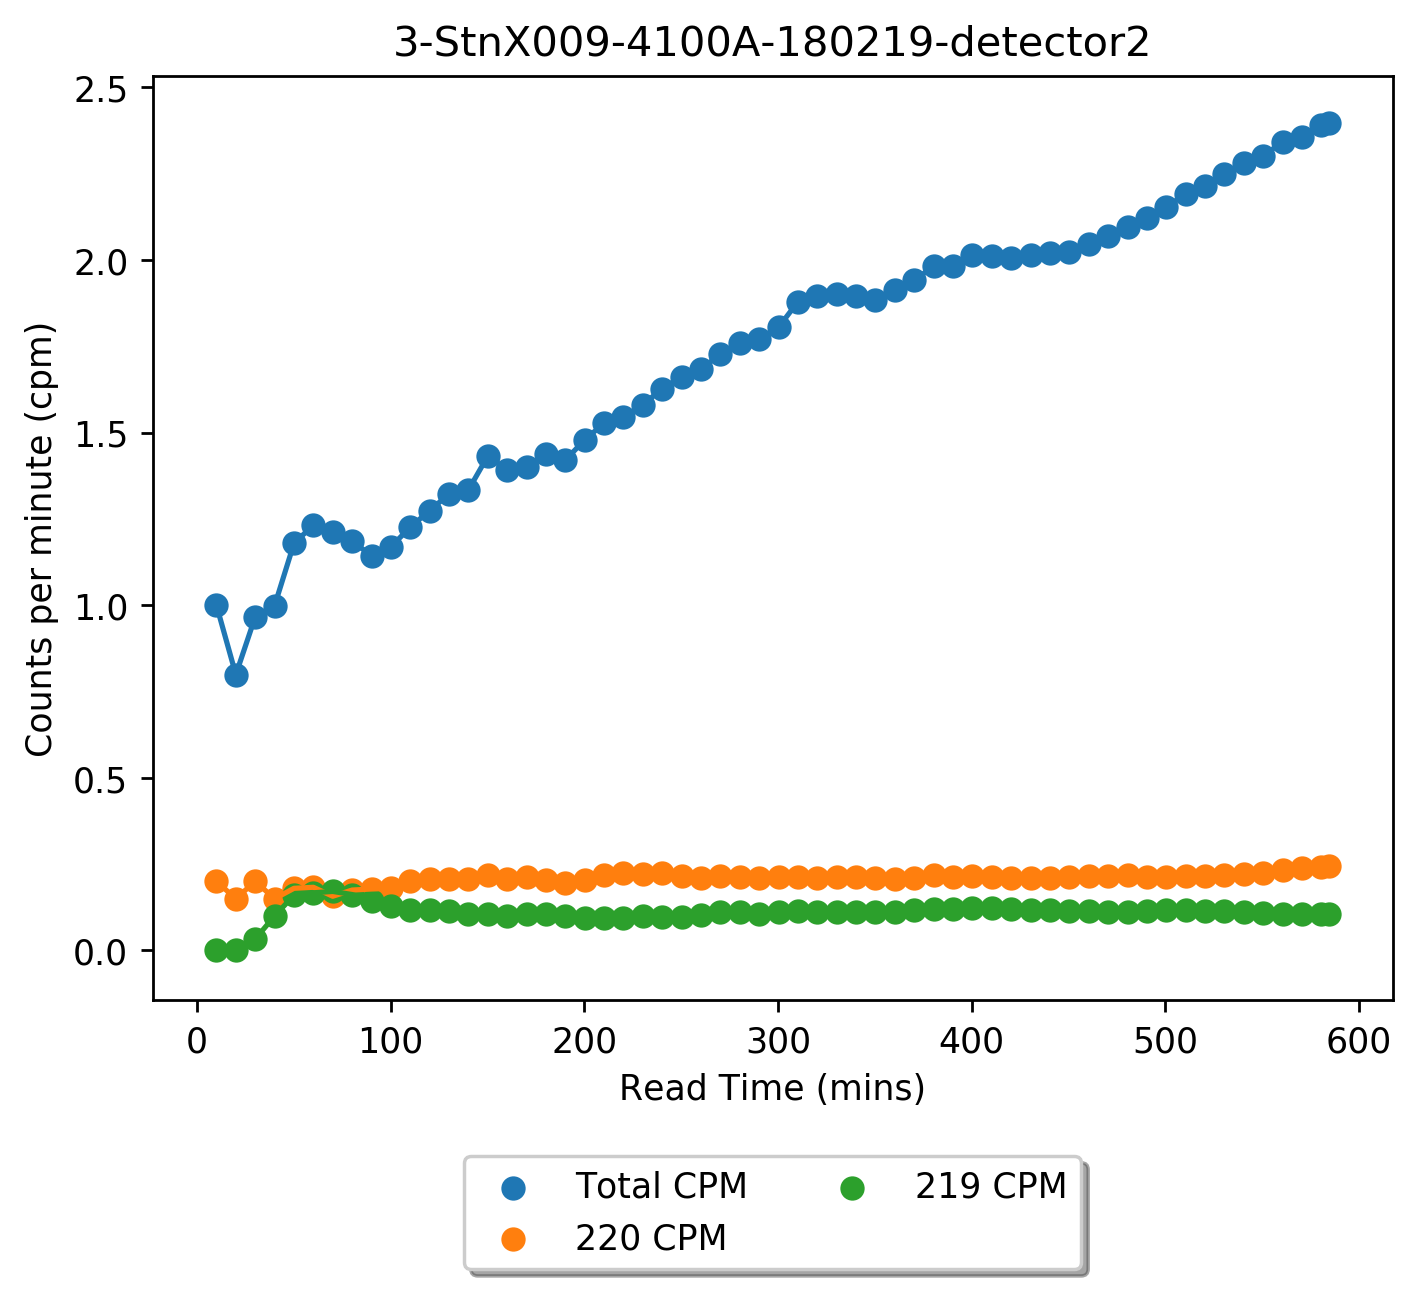 3-StnX009-4100A-180219-detector2
Counts per minute (cpm)
2.5
2.0
1.5
1.0
0.5
0.0
0 100 200 300 400 500 600
Read Time (mins)
Total CPM 219 CPM
220 CPM